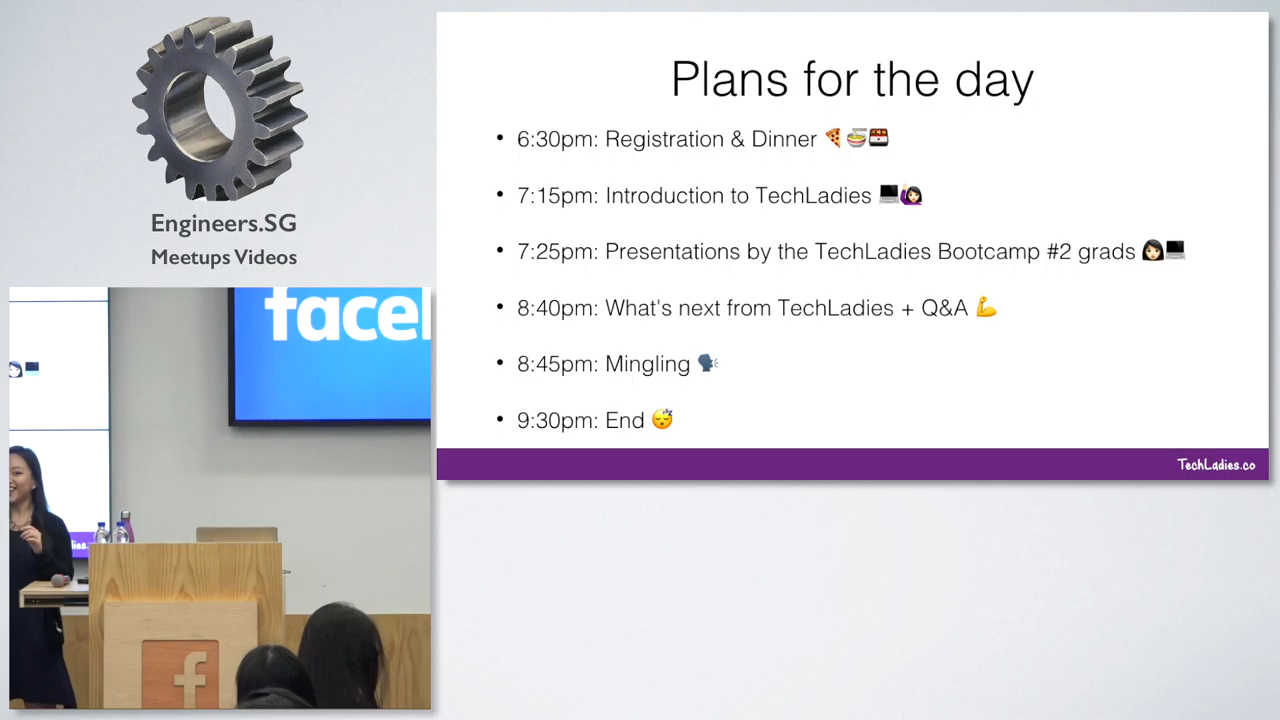 Engineers.SG
Meetups Videos
Plans for the day
• 6:30pm: Registration & Dinner 🍕🍜🍱
• 7:15pm: Introduction to TechLadies 💻🙋🏻
• 7:25pm: Presentations by the TechLadies Bootcamp #2 grads 👩🏻💻
• 8:40pm: What's next from TechLadies + Q&A 💪
• 8:45pm: Mingling 🗣
• 9:30pm: End 😴
TechLadies.co
facel
dies.
f